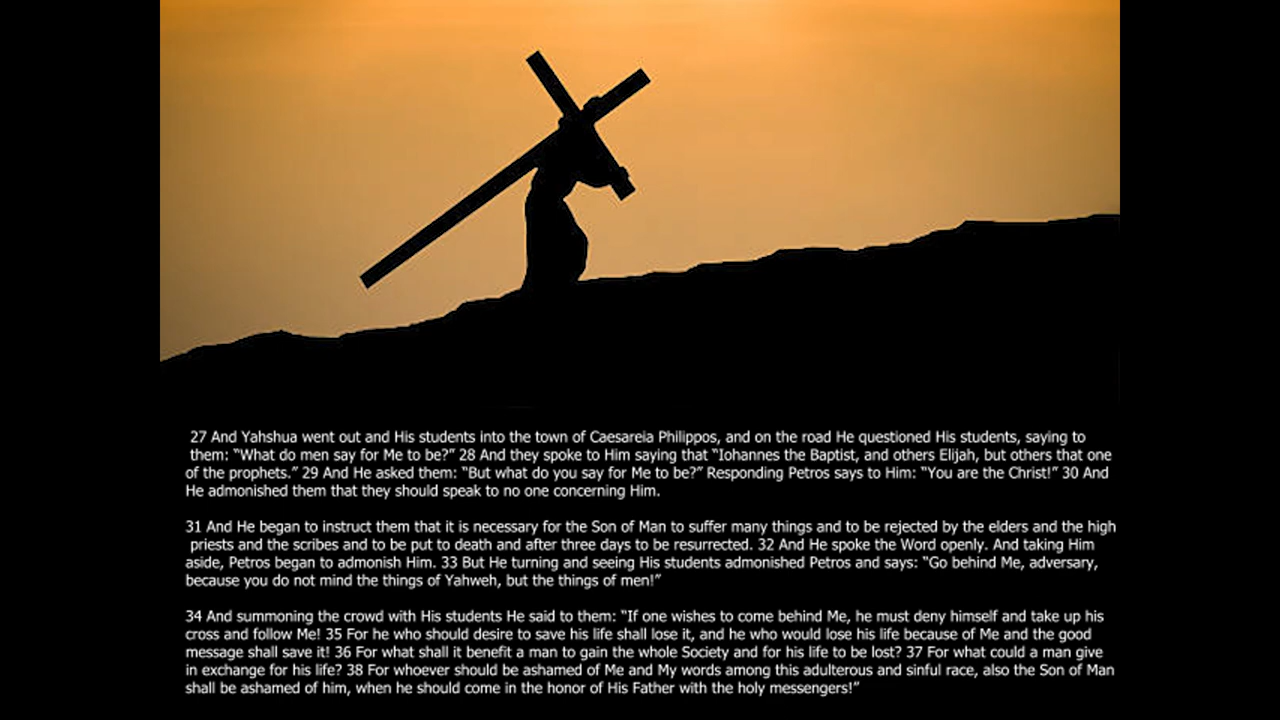 27 And Yahshua went out and His students into the town of Caesareia Philippos, and on the road He questioned His students, saying to
them: “What do men say for Me to be?” 28 And they spoke to Him saying that “Iohannes the Baptist, and others Elijah, but others that one
of the prophets.” 29 And He asked them: “But what do you say for Me to be?” Responding Petros says to Him: “You are the Christ!” 30 And
He admonished them that they should speak to no one concerning Him.
31 And He began to instruct them that it is necessary for the Son of Man to suffer many things and to be rejected by the elders and the high
priests and the scribes and to be put to death and after three days to be resurrected. 32 And He spoke the Word openly. And taking Him
aside, Petros began to admonish Him. 33 But He turning and seeing His students admonished Petros and says: “Go behind Me, adversary,
because you do not mind the things of Yahweh, but the things of men!”
34 And summoning the crowd with His students He said to them: “If one wishes to come behind Me, he must deny himself and take up his
cross and follow Me! 35 For he who should desire to save his life shall lose it, and he who would lose his life because of Me and the good
message shall save it! 36 For what shall it benefit a man to gain the whole Society and for his life to be lost? 37 For what could a man give
in exchange for his life? 38 For whoever should be ashamed of Me and My words among this adulterous and sinful race, also the Son of Man
shall be ashamed of him, when he should come in the honor of His Father with the holy messengers!”